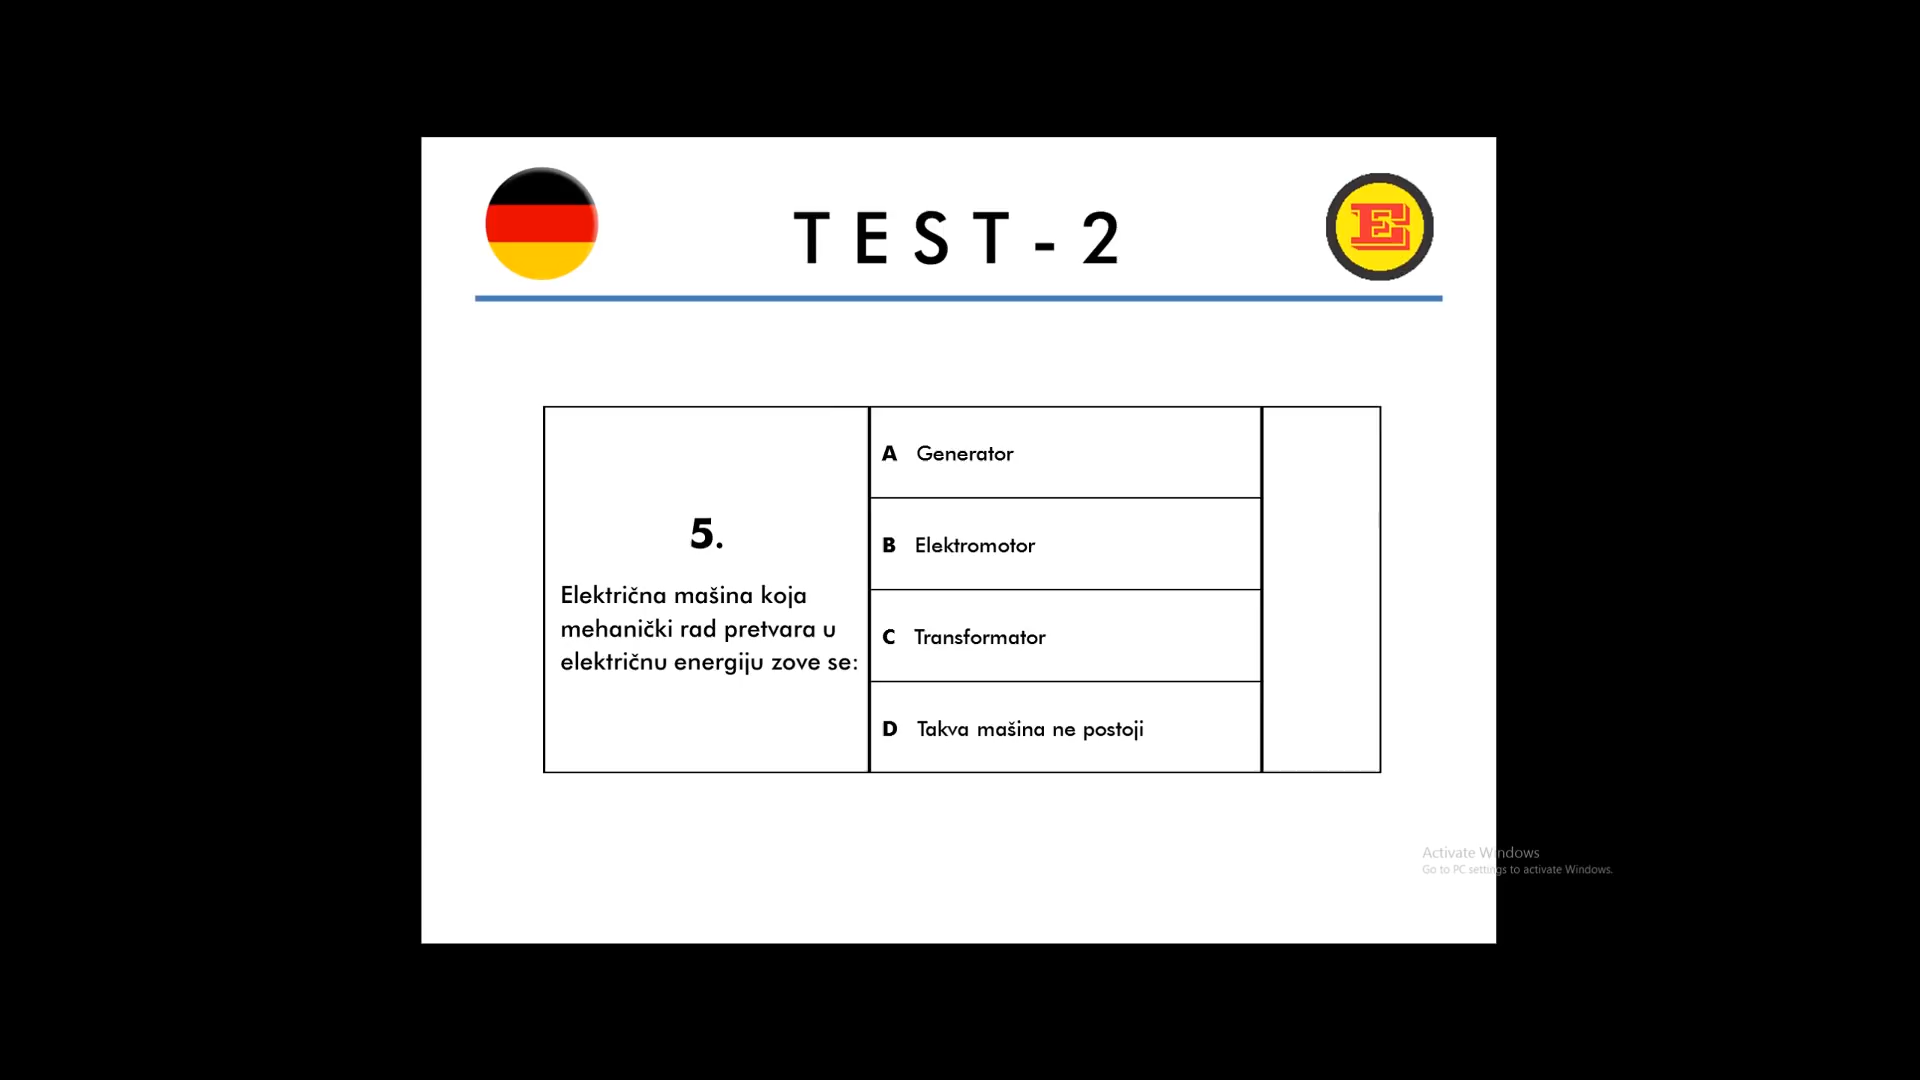 TEST-2
E
5.
Električna mašina koja
mehanički rad pretvara u
električnu energiju zove se:
A Generator
B Elektromotor
C Transformator
D Takva mašina ne postoji
Activate Windows
Go to PC settings to activate Windows.